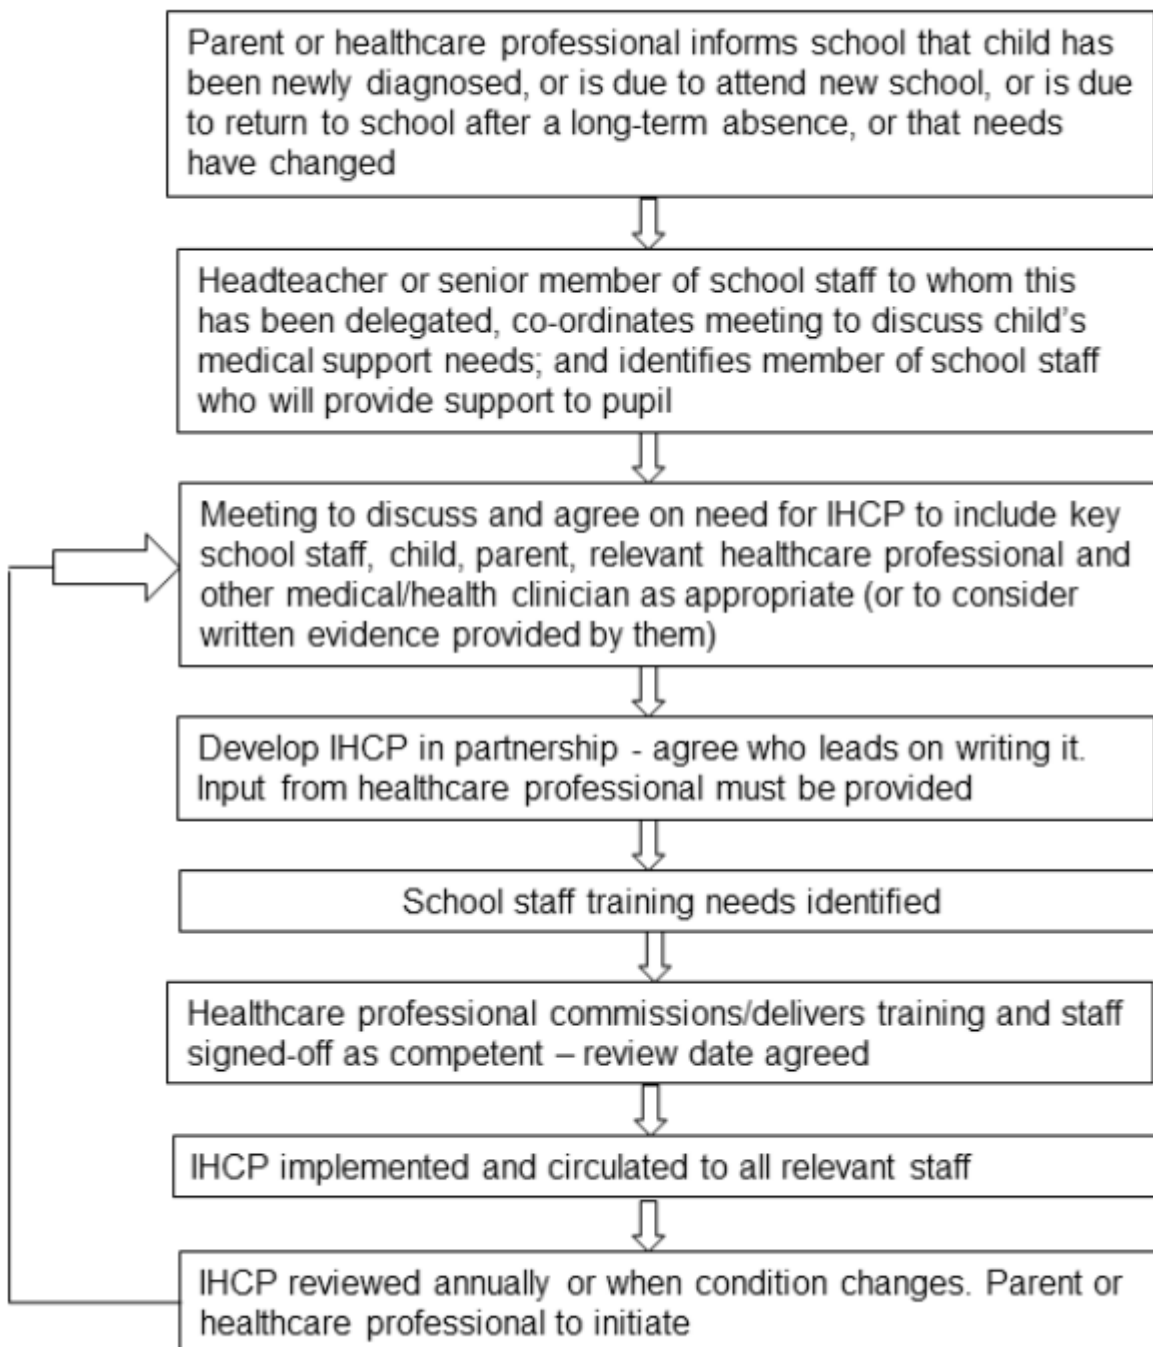 Parent or healthcare professional informs school that child has
been newly diagnosed, or is due to attend new school, or is due
to return to school after a long-term absence, or that needs
have changed
Headteacher or senior member of school staff to whom this
has been delegated, co-ordinates meeting to discuss child's
medical support needs; and identifies member of school staff
who will provide support to pupil
Meeting to discuss and agree on need for IHCP to include key
school staff, child, parent, relevant healthcare professional and
other medical/health clinician as appropriate (or to consider
written evidence provided by them)
Develop IHCP in partnership - agree who leads on writing it.
Input from healthcare professional must be provided
School staff training needs identified
Healthcare professional commissions/delivers training and staff
signed-off as competent – review date agreed
IHCP implemented and circulated to all relevant staff
IHCP reviewed annually or when condition changes. Parent or
healthcare professional to initiate